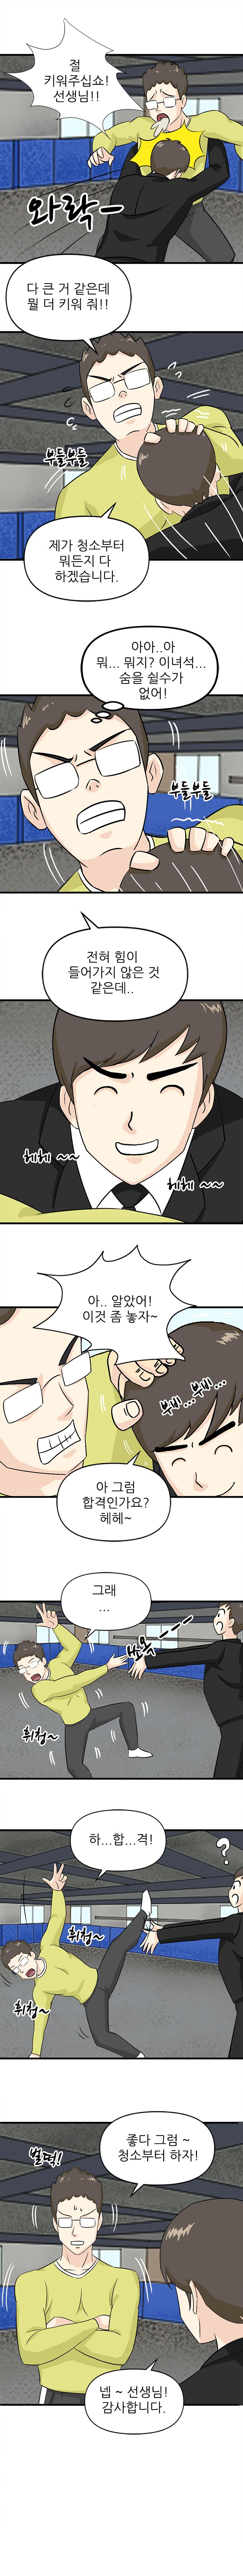 절
키워주십쇼!
선생님!!
와락~
다 큰 거 같은데
뭘 더 키워 줘!!
부들부들
제가 청소부터
뭐든지 다
하겠습니다.
아아..아
뭐... 뭐지? 이녀석...
숨을 쉴수가
없어!
부들부들
전혀 힘이
들어가지 않은 것
같은데..
헤헤 ~~
헤헤 ~~
아.. 알았어!
이것 좀 놓자~
부비...부비...
아 그럼
합격인가요?
헤헤~
그래
...
쏘옥 ---
휘청~
하...합...격!
?
휘청~
휘청~
좋다 그럼 ~
청소부터 하자!
벌떡!
넵 ~ 선생님!
감사합니다.